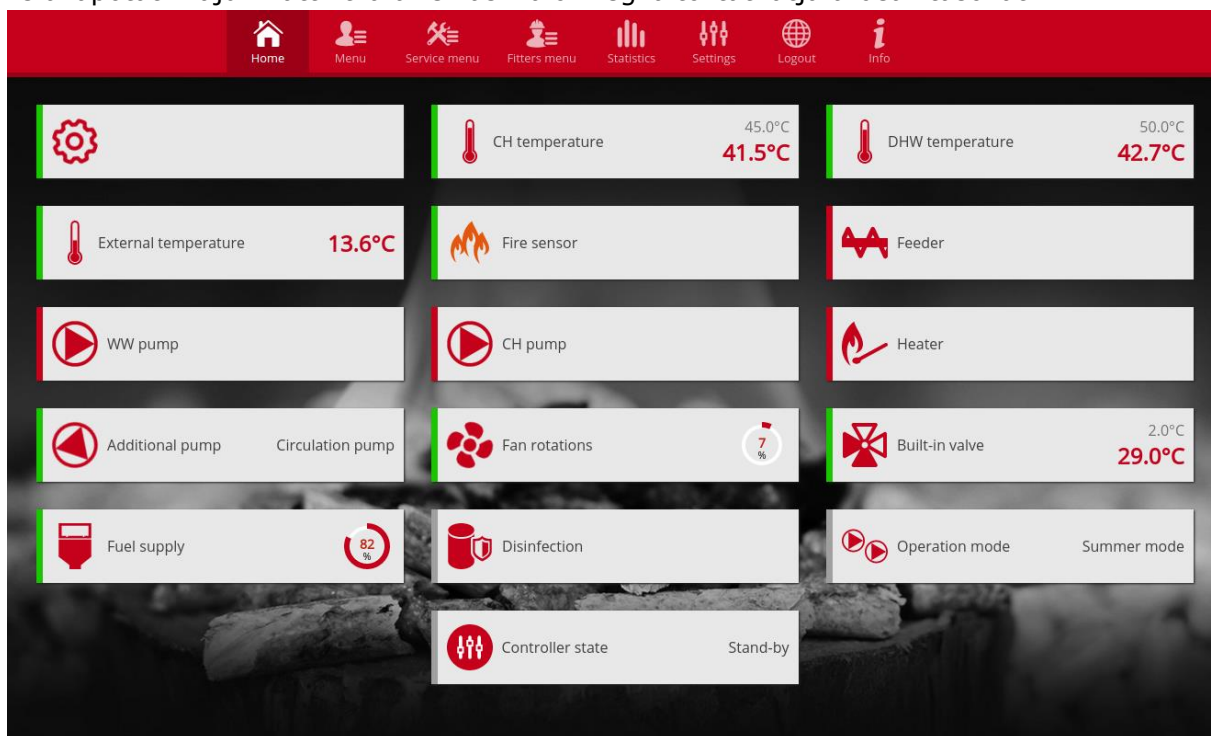 Home Menu Service menu Fitters menu Statistics Settings Logout Info
CH temperature 45.0°C 41.5°C
DHW temperature 50.0°C 42.7°C
External temperature 13.6°C
Fire sensor
Feeder
WW pump
CH pump
Heater
Additional pump Circulation pump
Fan rotations 7 %
Built-in valve 2.0°C 29.0°C
Fuel supply 82 %
Disinfection
Operation mode Summer mode
Controller state Stand-by